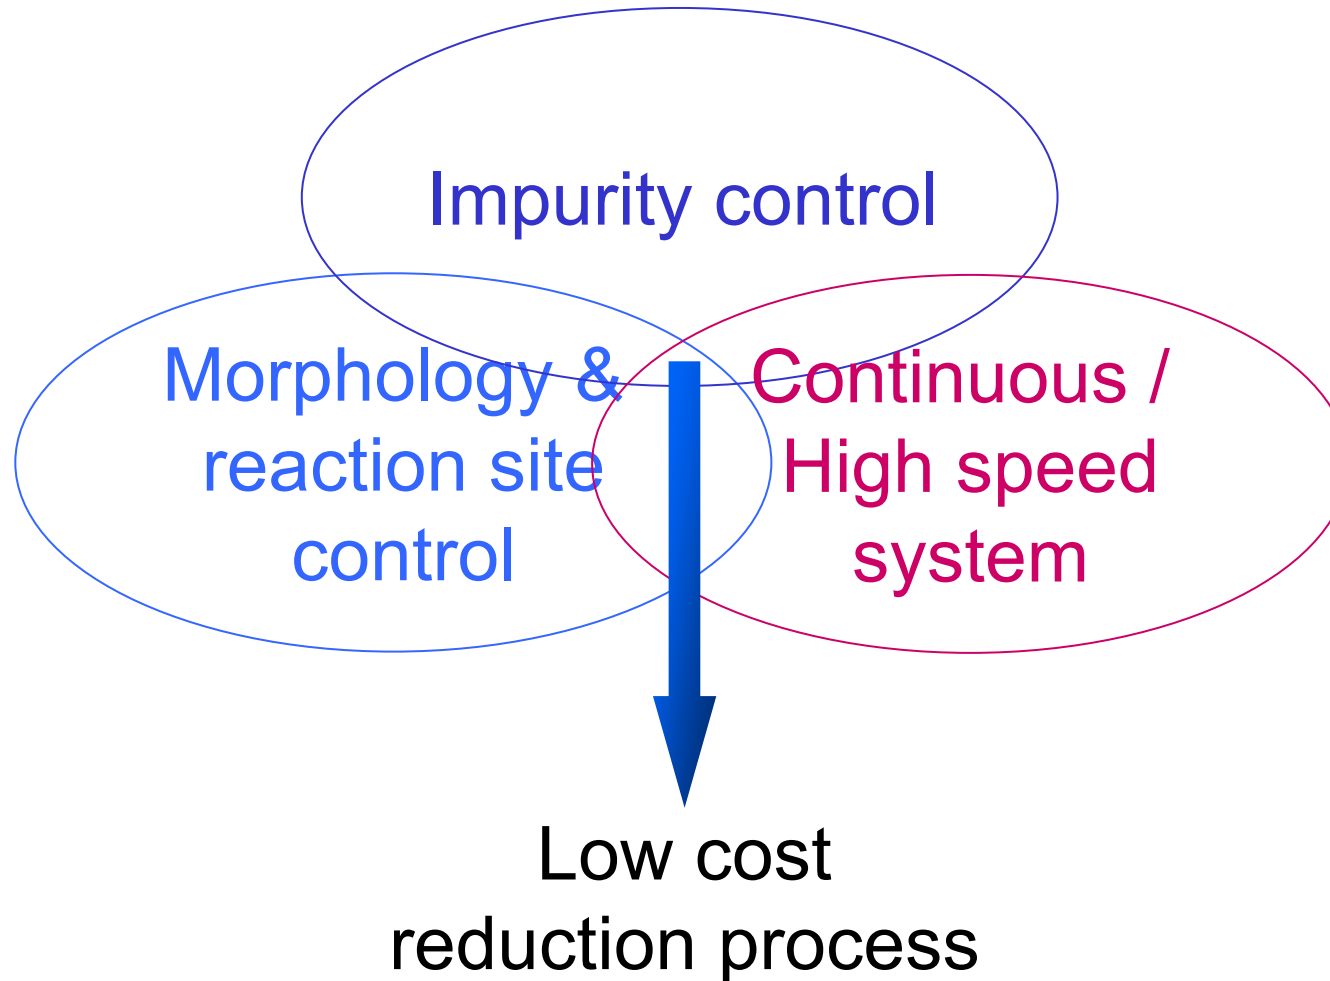 Impurity control
Morphology &
reaction site
control
Continuous /
High speed
system
Low cost
reduction process